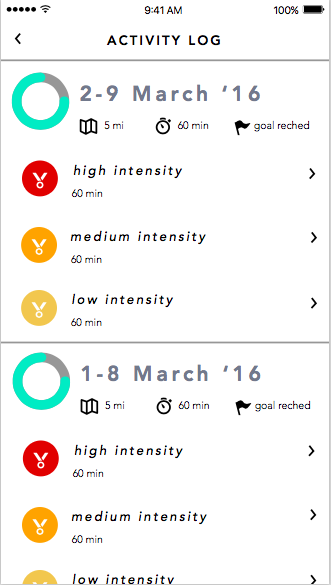 9:41 AM 100%
ACTIVITY LOG
2-9 March ‘16
5 mi 60 min goal reched
high intensity
60 min
medium intensity
60 min
low intensity
60 min
1-8 March ‘16
5 mi 60 min goal reched
high intensity
60 min
medium intensity
60 min
low intensity